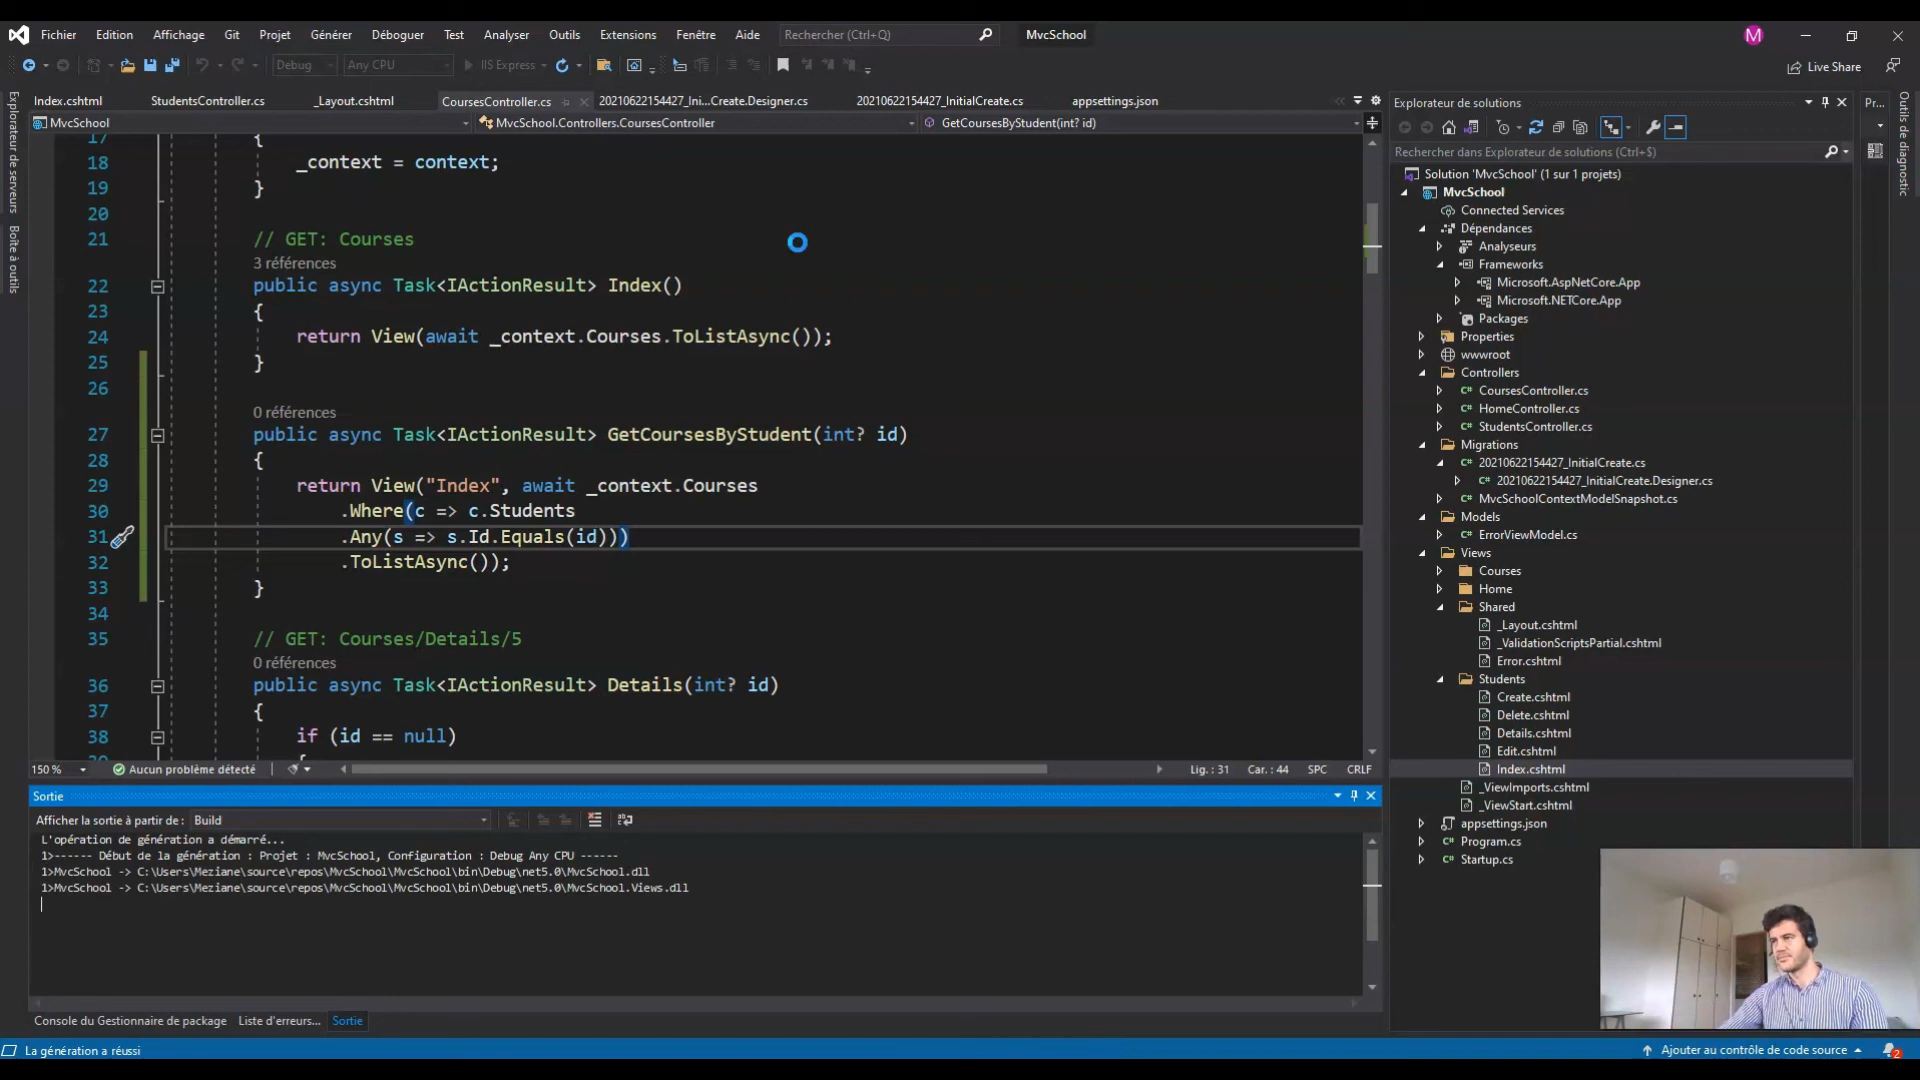 Fichier Edition Affichage Git Projet Générer Déboguer Test Analyser Outils Extensions Fenêtre Aide Rechercher (Ctrl+Q) MvcSchool M
Debug Any CPU IIS Express Live Share
Index.cshtml StudentsController.cs _Layout.cshtml CoursesController.cs 20210622154427_Ini...Create.Designer.cs 20210622154427_InitialCreate.cs appsettings.json
MvcSchool MvcSchool.Controllers.CoursesController GetCoursesByStudent(int? id)
Explorateur de serveurs
Boîte à outils
17 {
18 _context = context;
19 }
20
21 // GET: Courses
3 références
22 public async Task<IActionResult> Index()
23 {
24 return View(await _context.Courses.ToListAsync());
25 }
26
0 références
27 public async Task<IActionResult> GetCoursesByStudent(int? id)
28 {
29 return View("Index", await _context.Courses
30 .Where(c => c.Students
31 .Any(s => s.Id.Equals(id)))
32 .ToListAsync());
33 }
34
35 // GET: Courses/Details/5
0 références
36 public async Task<IActionResult> Details(int? id)
37 {
38 if (id == null)
39 {
150 % Aucun problème détecté Lig. : 31 Car. : 44 SPC CRLF
Sortie
Afficher la sortie à partir de : Build
L'opération de génération a démarré...
1>------ Début de la génération : Projet : MvcSchool, Configuration : Debug Any CPU ------
1>MvcSchool -> C:\Users\Meziane\source\repos\MvcSchool\MvcSchool\bin\Debug\net5.0\MvcSchool.dll
1>MvcSchool -> C:\Users\Meziane\source\repos\MvcSchool\MvcSchool\bin\Debug\net5.0\MvcSchool.Views.dll
Console du Gestionnaire de package Liste d'erreurs... Sortie
La génération a réussi
Explorateur de solutions
Rechercher dans Explorateur de solutions (Ctrl+$)
Solution 'MvcSchool' (1 sur 1 projets)
MvcSchool
Connected Services
Dépendances
Analyseurs
Frameworks
Microsoft.AspNetCore.App
Microsoft.NETCore.App
Packages
Properties
wwwroot
Controllers
C# CoursesController.cs
C# HomeController.cs
C# StudentsController.cs
Migrations
C# 20210622154427_InitialCreate.cs
C# 20210622154427_InitialCreate.Designer.cs
C# MvcSchoolContextModelSnapshot.cs
Models
C# ErrorViewModel.cs
Views
Courses
Home
Shared
_Layout.cshtml
_ValidationScriptsPartial.cshtml
Error.cshtml
Students
Create.cshtml
Delete.cshtml
Details.cshtml
Edit.cshtml
Index.cshtml
_ViewImports.cshtml
_ViewStart.cshtml
appsettings.json
C# Program.cs
C# Startup.cs
Pr...
Outils de diagnostic
Ajouter au contrôle de code source 2